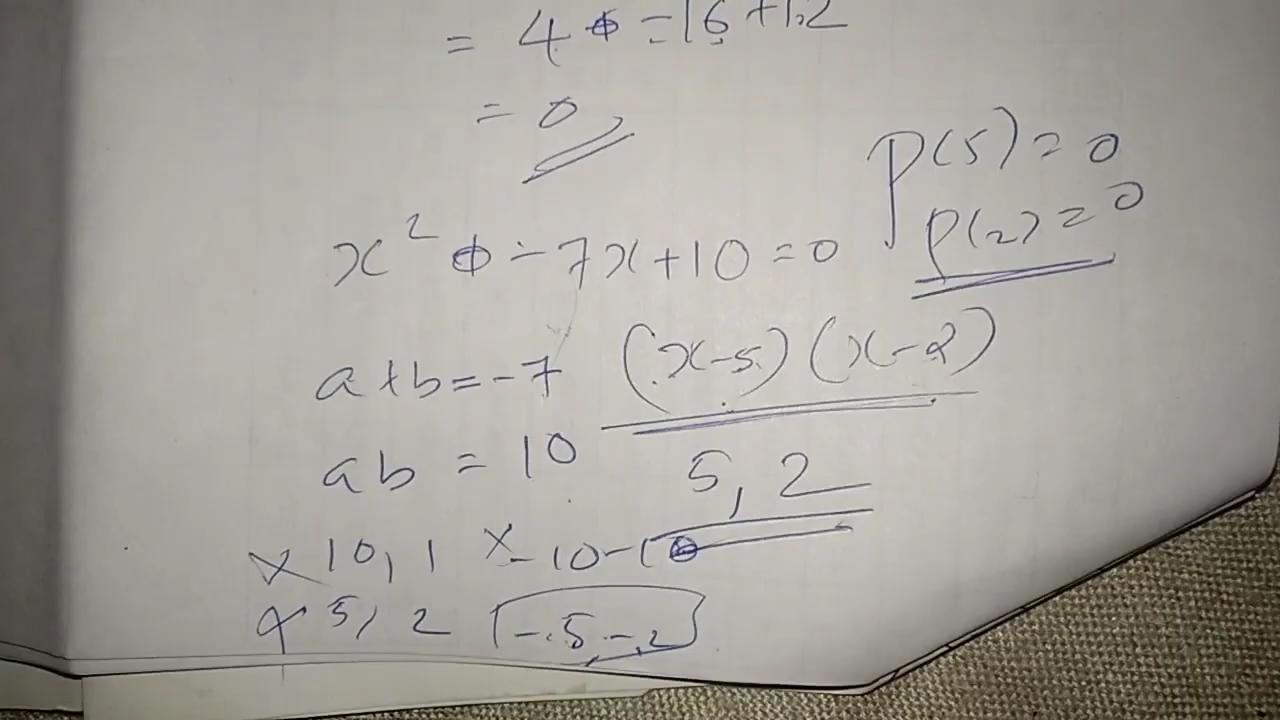 = 4 - 16 + 12
= 0
P(5) = 0
P(2) = 0
x² - 7x + 10 = 0
a + b = -7 (x-5)(x-2)
ab = 10 5, 2
× 10, 1 × -10 -1
× 5, 2 -5, -2